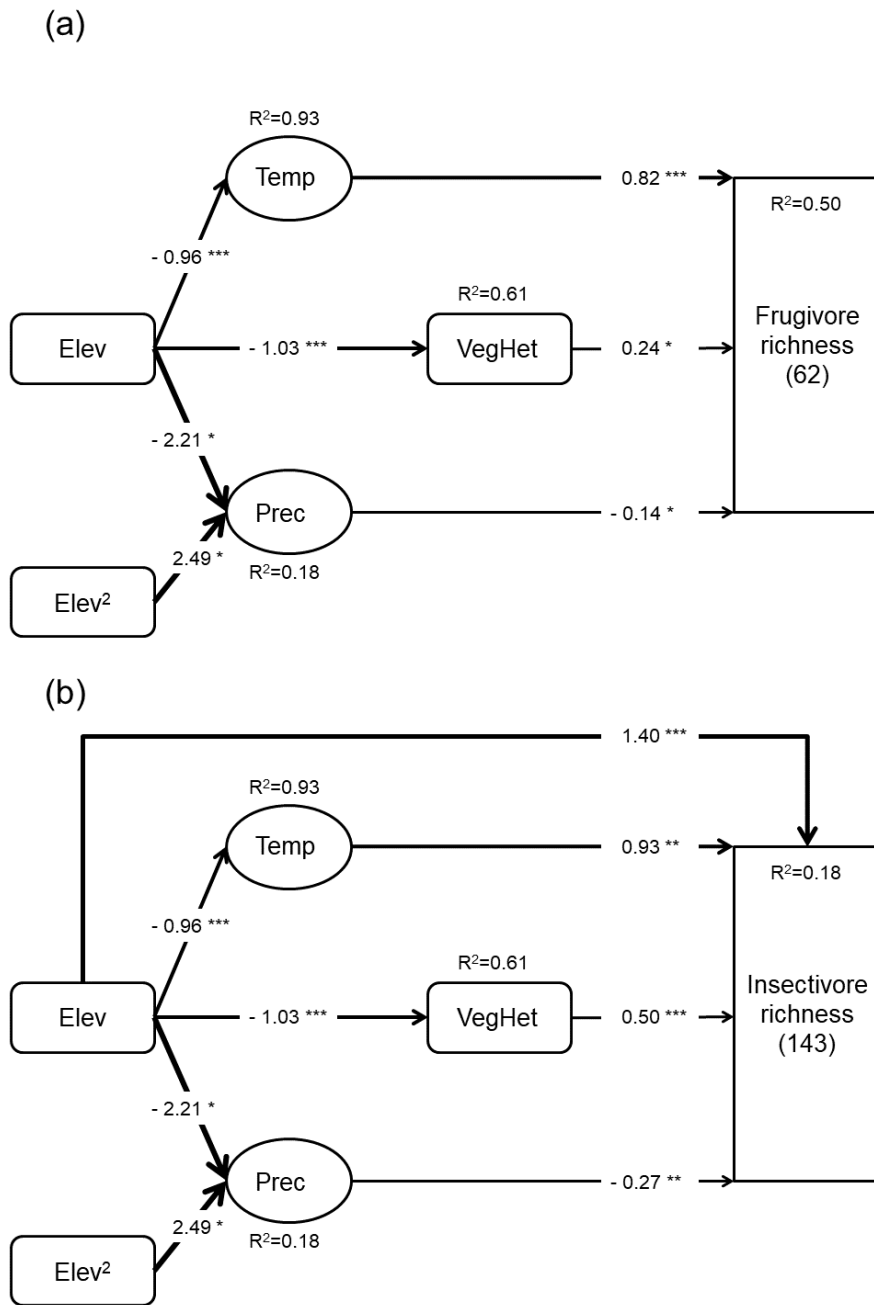 (a)
R²=0.93
Temp
0.82 ***
R²=0.50
- 0.96 ***
R²=0.61
Elev
- 1.03 ***
VegHet
0.24 *
Frugivore
richness
(62)
- 2.21 *
Prec
- 0.14 *
2.49 *
R²=0.18
Elev²
(b)
1.40 ***
R²=0.93
Temp
0.93 **
R²=0.18
- 0.96 ***
R²=0.61
Elev
- 1.03 ***
VegHet
0.50 ***
Insectivore
richness
(143)
- 2.21 *
Prec
- 0.27 **
2.49 *
R²=0.18
Elev²